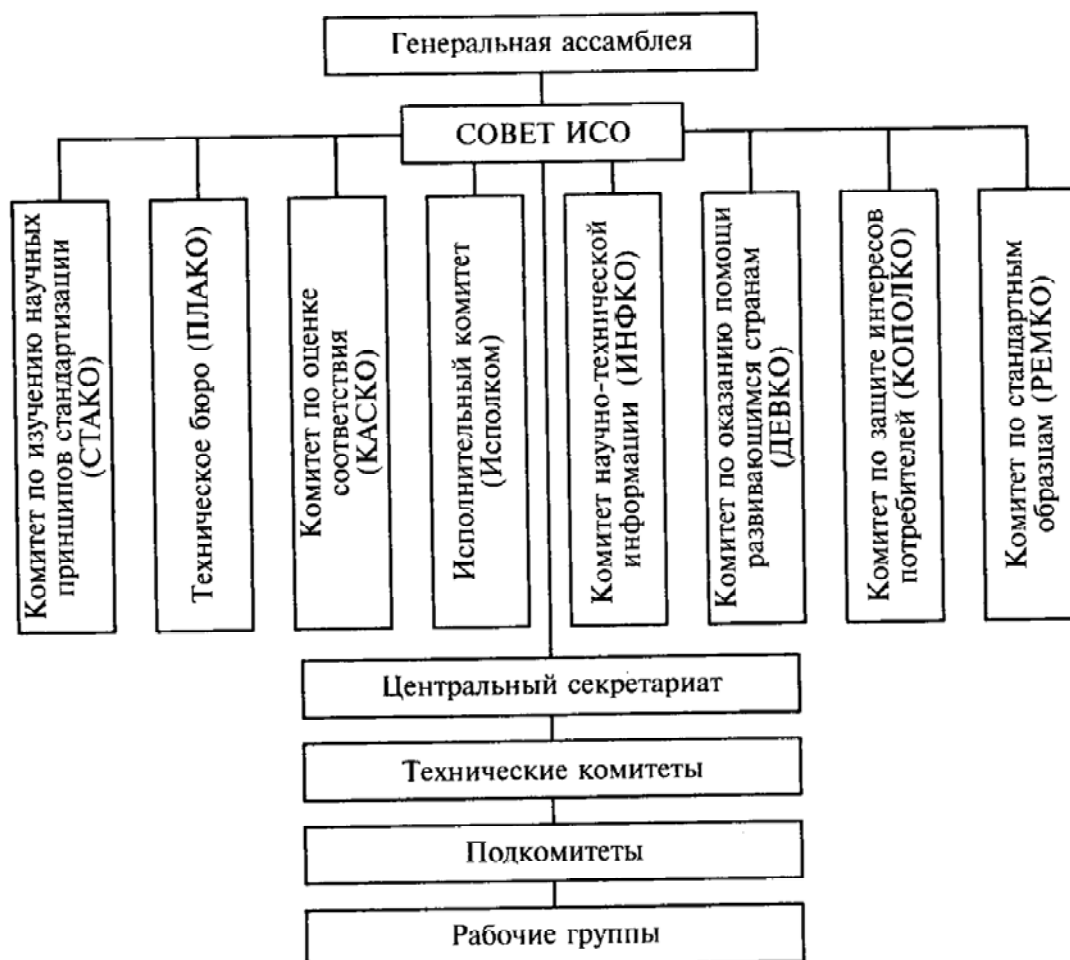 Генеральная ассамблея
СОВЕТ ИСО
Комитет по изучению научных
принципов стандартизации
(СТАКО)
Техническое бюро (ПЛАКО)
Комитет по оценке
соответствия
(КАСКО)
Исполнительный комитет
(Исполком)
Комитет научно-технической
информации (ИНФКО)
Комитет по оказанию помощи
развивающимся странам
(ДЕВКО)
Комитет по защите интересов
потребителей (КОПОЛКО)
Комитет по стандартным
образцам (РЕМКО)
Центральный секретариат
Технические комитеты
Подкомитеты
Рабочие группы